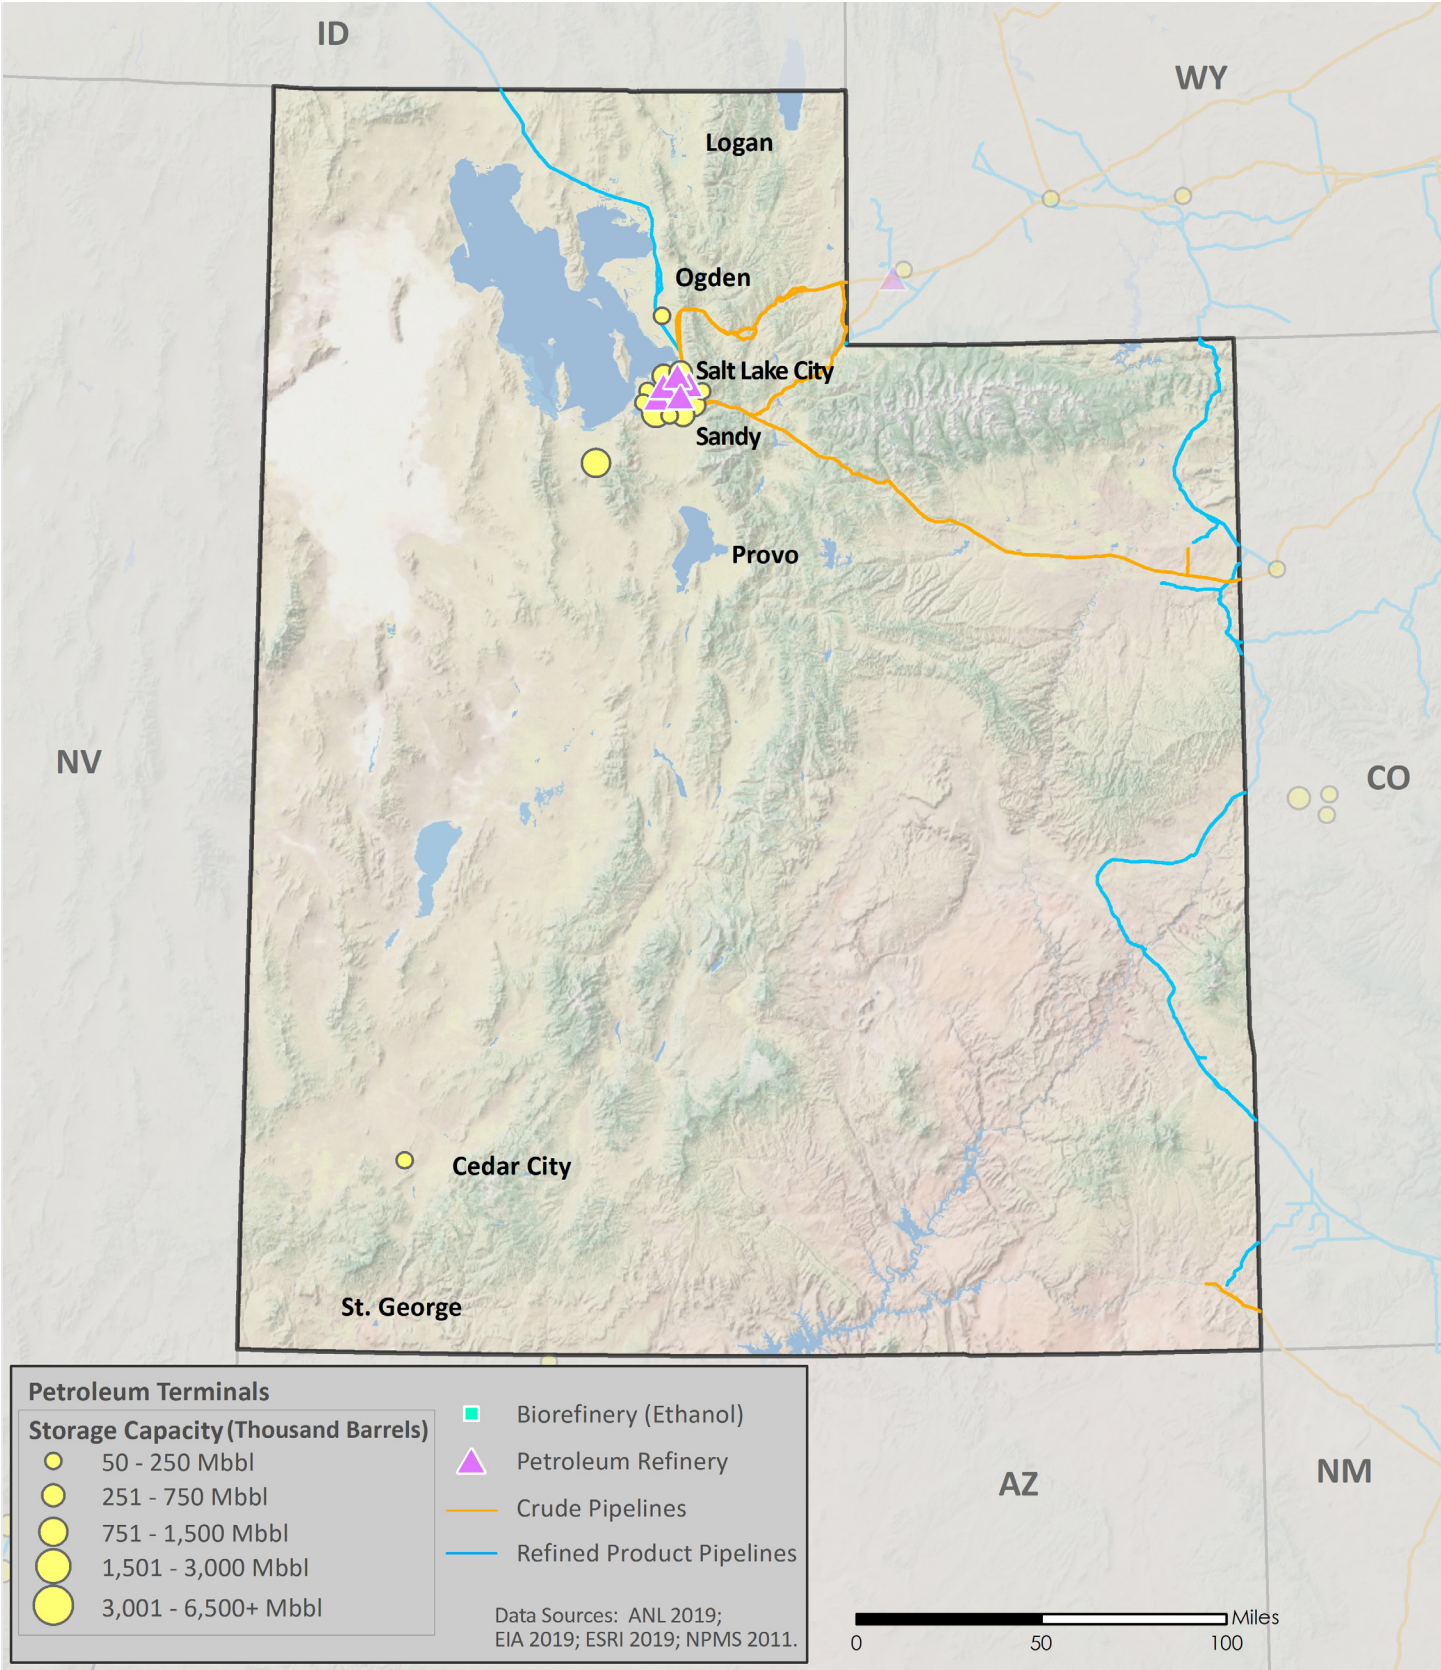 ID
WY
Logan
Ogden
Salt Lake City
Sandy
Provo
NV
CO
Cedar City
St. George
Petroleum Terminals
Storage Capacity (Thousand Barrels)
50 - 250 Mbbl
251 - 750 Mbbl
751 - 1,500 Mbbl
1,501 - 3,000 Mbbl
3,001 - 6,500+ Mbbl
Biorefinery (Ethanol)
Petroleum Refinery
Crude Pipelines
Refined Product Pipelines
Data Sources: ANL 2019;
EIA 2019; ESRI 2019; NPMS 2011.
AZ
NM
Miles
0 50 100